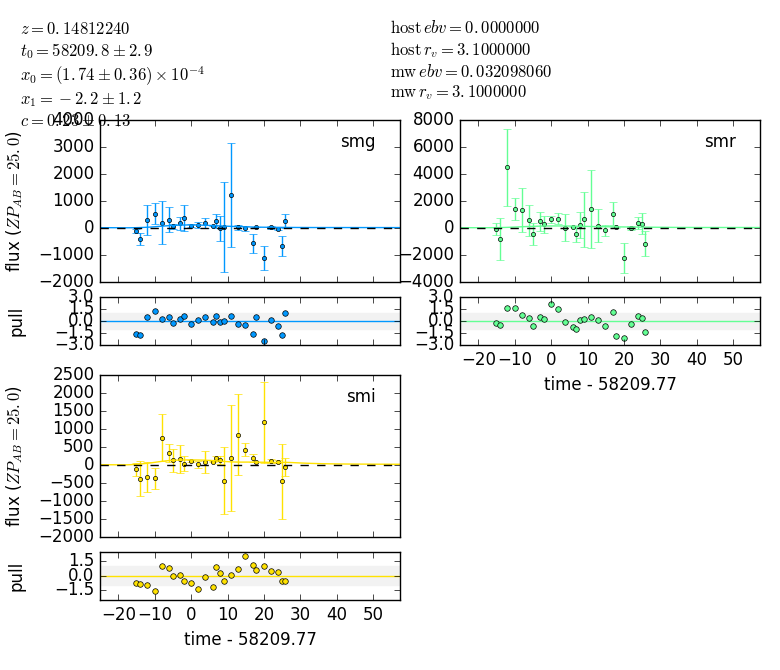 z = 0.14812240
t₀ = 58209.8 ± 2.9
x₀ = (1.74 ± 0.36) × 10⁻⁴
x₁ = −2.2 ± 1.2
c = 0.23 ± 0.13
host ebv = 0.0000000
host r_v = 3.1000000
mw ebv = 0.032098060
mw r_v = 3.1000000
4000
3000
2000
1000
0
−1000
−2000
flux (ZP_AB = 25.0)
smg
8000
6000
4000
2000
0
−2000
−4000
smr
3.0
1.5
0.0
−1.5
−3.0
pull
3.0
1.5
0.0
−1.5
−3.0
−20 −10 0 10 20 30 40 50
time - 58209.77
2500
2000
1500
1000
500
0
−500
−1000
−1500
−2000
flux (ZP_AB = 25.0)
smi
1.5
0.0
−1.5
pull
−20 −10 0 10 20 30 40 50
time - 58209.77